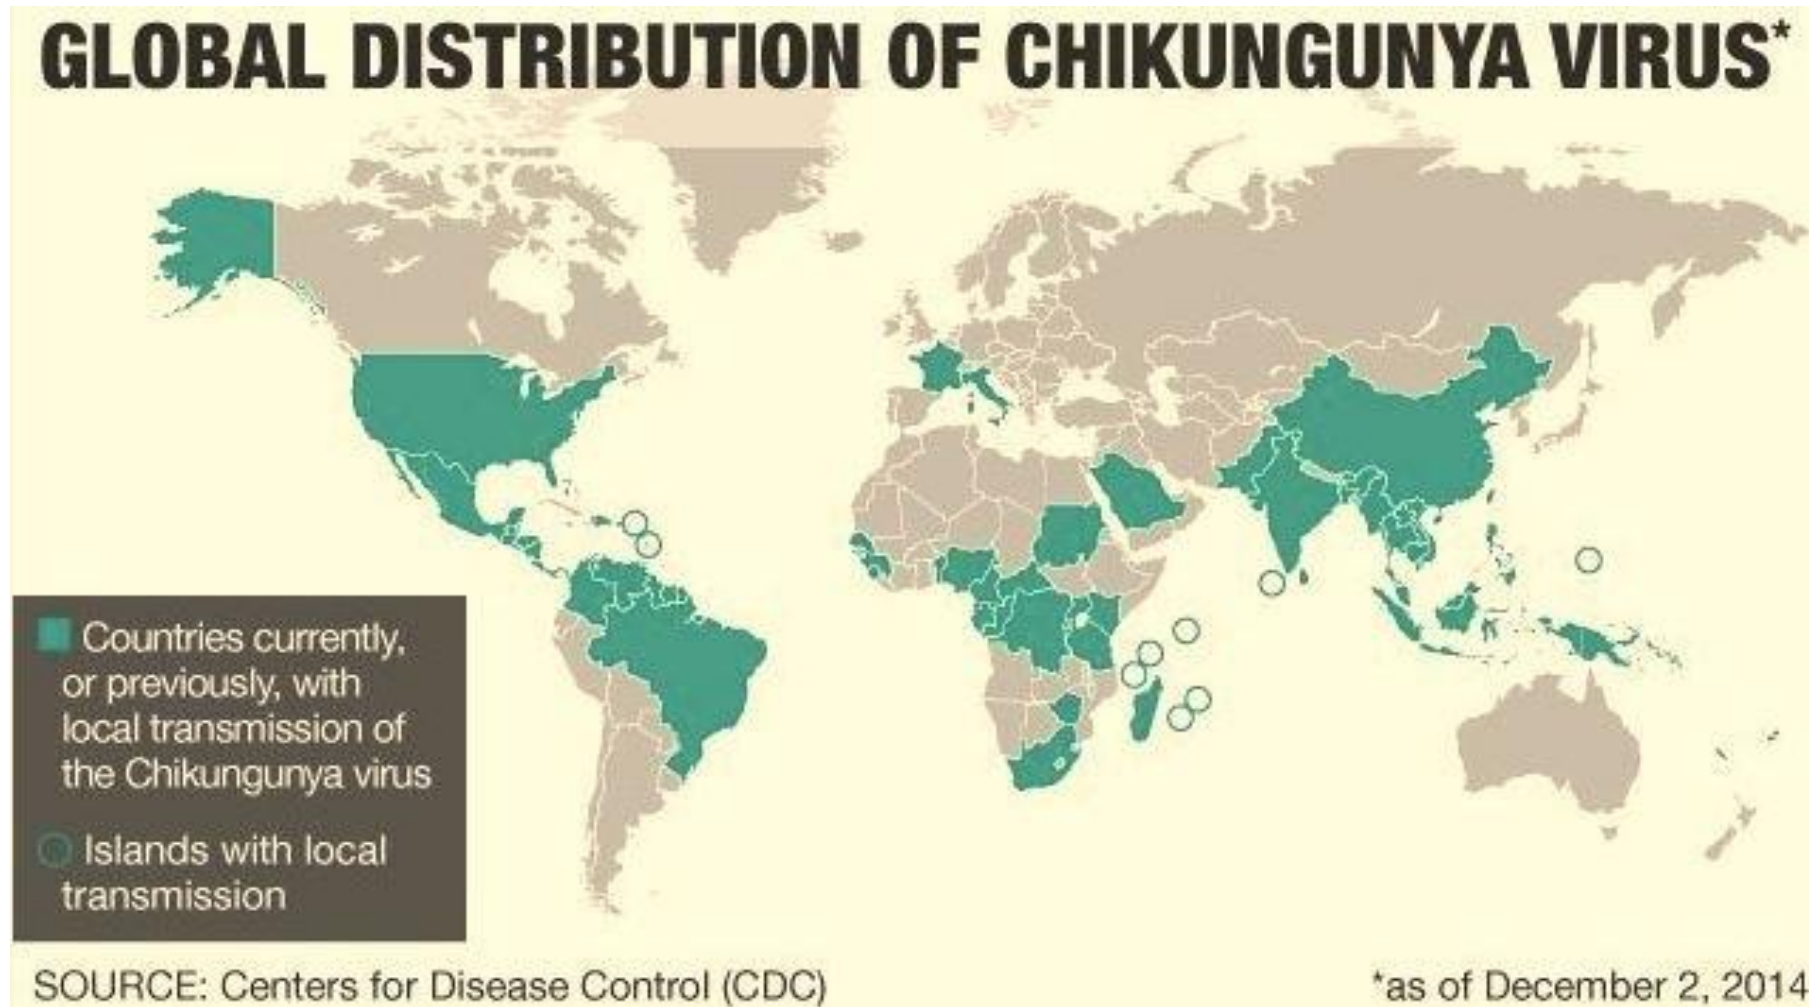 GLOBAL DISTRIBUTION OF CHIKUNGUNYA VIRUS*
Countries currently,
or previously, with
local transmission of
the Chikungunya virus
Islands with local
transmission
SOURCE: Centers for Disease Control (CDC)
*as of December 2, 2014